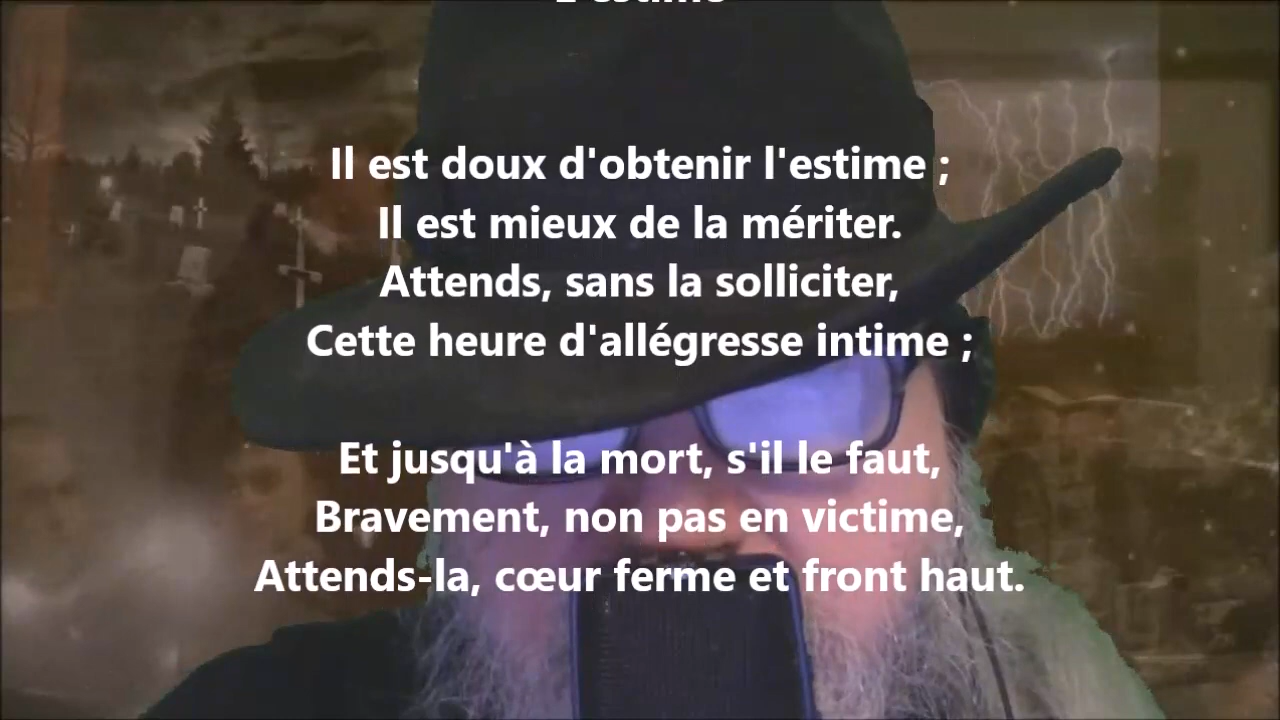 L'estime
Il est doux d'obtenir l'estime ;
Il est mieux de la mériter.
Attends, sans la solliciter,
Cette heure d'allégresse intime ;
Et jusqu'à la mort, s'il le faut,
Bravement, non pas en victime,
Attends-la, cœur ferme et front haut.